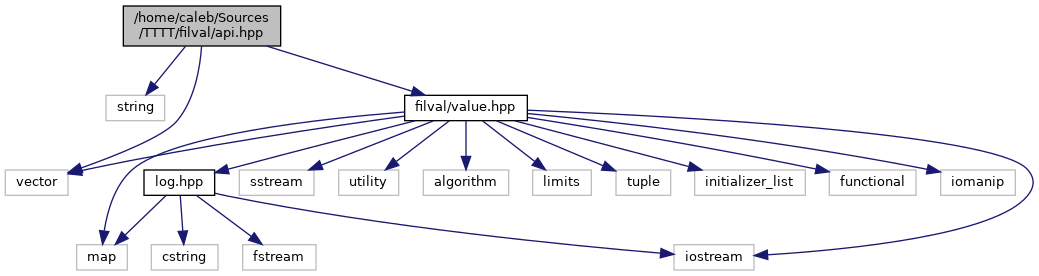 /home/caleb/Sources
/TTTT/filval/api.hpp
string
filval/value.hpp
vector
log.hpp
sstream
utility
algorithm
limits
tuple
initializer_list
functional
iomanip
map
cstring
fstream
iostream